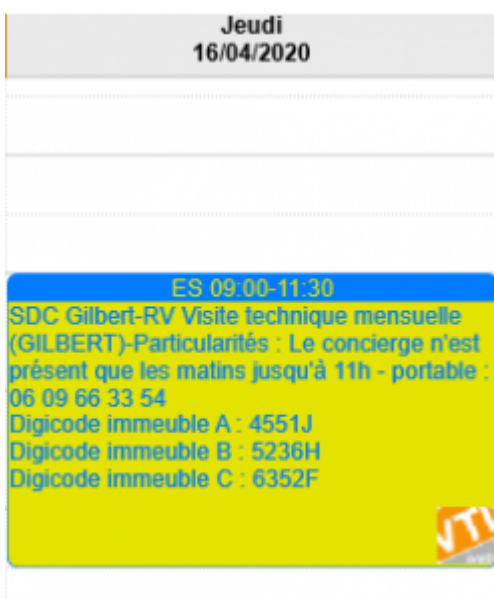 Jeudi
16/04/2020
ES 09:00-11:30
SDC Gilbert-RV Visite technique mensuelle
(GILBERT)-Particularités : Le concierge n'est
présent que les matins jusqu'à 11h - portable :
06 09 66 33 54
Digicode immeuble A : 4551J
Digicode immeuble B : 5236H
Digicode immeuble C : 6352F